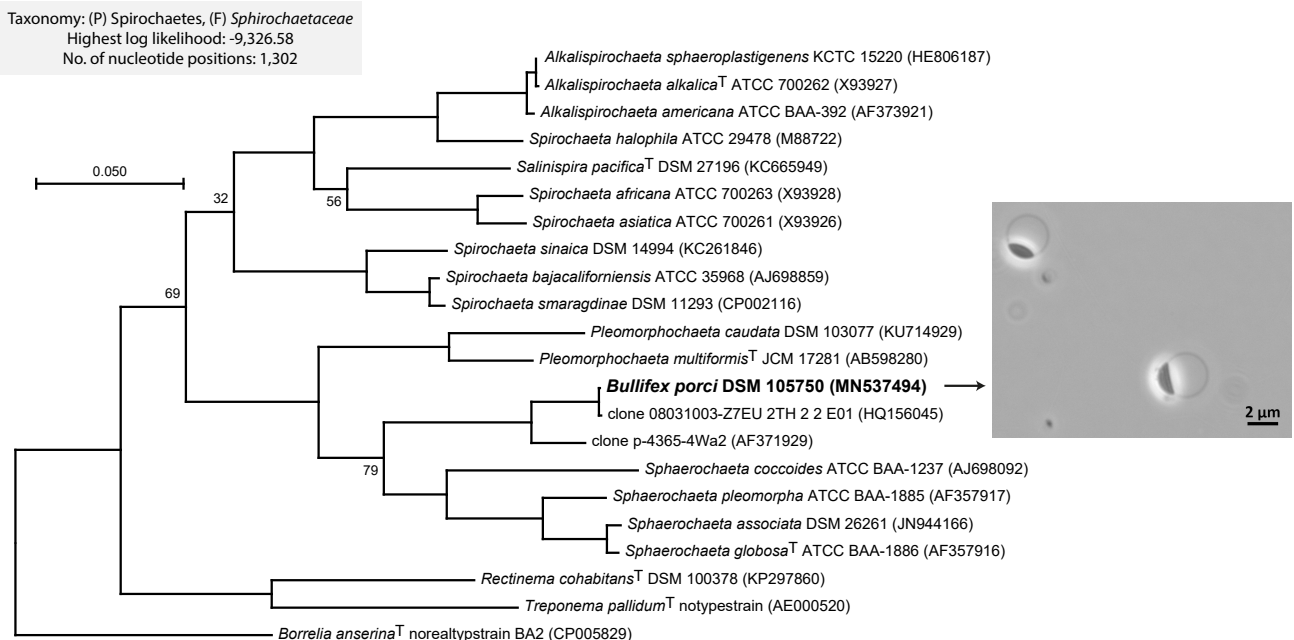 Taxonomy: (P) Spirochaetes, (F) Sphirochaetaceae
Highest log likelihood: -9,326.58
No. of nucleotide positions: 1,302
Alkalispirochaeta sphaeroplastigenens KCTC 15220 (HE806187)
Alkalispirochaeta alkalicaT ATCC 700262 (X93927)
Alkalispirochaeta americana ATCC BAA-392 (AF373921)
Spirochaeta halophila ATCC 29478 (M88722)
Salinispira pacificaT DSM 27196 (KC665949)
0.050
Spirochaeta africana ATCC 700263 (X93928)
32
56
Spirochaeta asiatica ATCC 700261 (X93926)
Spirochaeta sinaica DSM 14994 (KC261846)
Spirochaeta bajacaliforniensis ATCC 35968 (AJ698859)
69
Spirochaeta smaragdinae DSM 11293 (CP002116)
Pleomorphochaeta caudata DSM 103077 (KU714929)
Pleomorphochaeta multiformisT JCM 17281 (AB598280)
Bullifex porci DSM 105750 (MN537494)
clone 08031003-Z7EU 2TH 2 2 E01 (HQ156045)
2 µm
clone p-4365-4Wa2 (AF371929)
79
Sphaerochaeta coccoides ATCC BAA-1237 (AJ698092)
Sphaerochaeta pleomorpha ATCC BAA-1885 (AF357917)
Sphaerochaeta associata DSM 26261 (JN944166)
Sphaerochaeta globosaT ATCC BAA-1886 (AF357916)
Rectinema cohabitansT DSM 100378 (KP297860)
Treponema pallidumT notypestrain (AE000520)
Borrelia anserinaT norealtypstrain BA2 (CP005829)